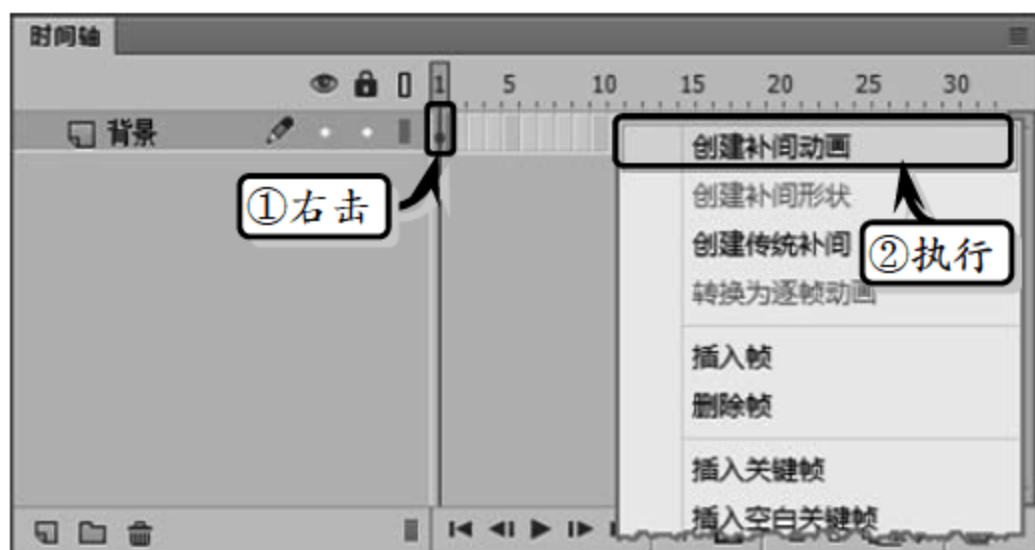 时间轴
1 5 10 15 20 25 30
背景
创建补间动画
①右击
创建补间形状
创建传统补间
②执行
转换为逐帧动画
插入帧
删除帧
插入关键帧
插入空白关键帧